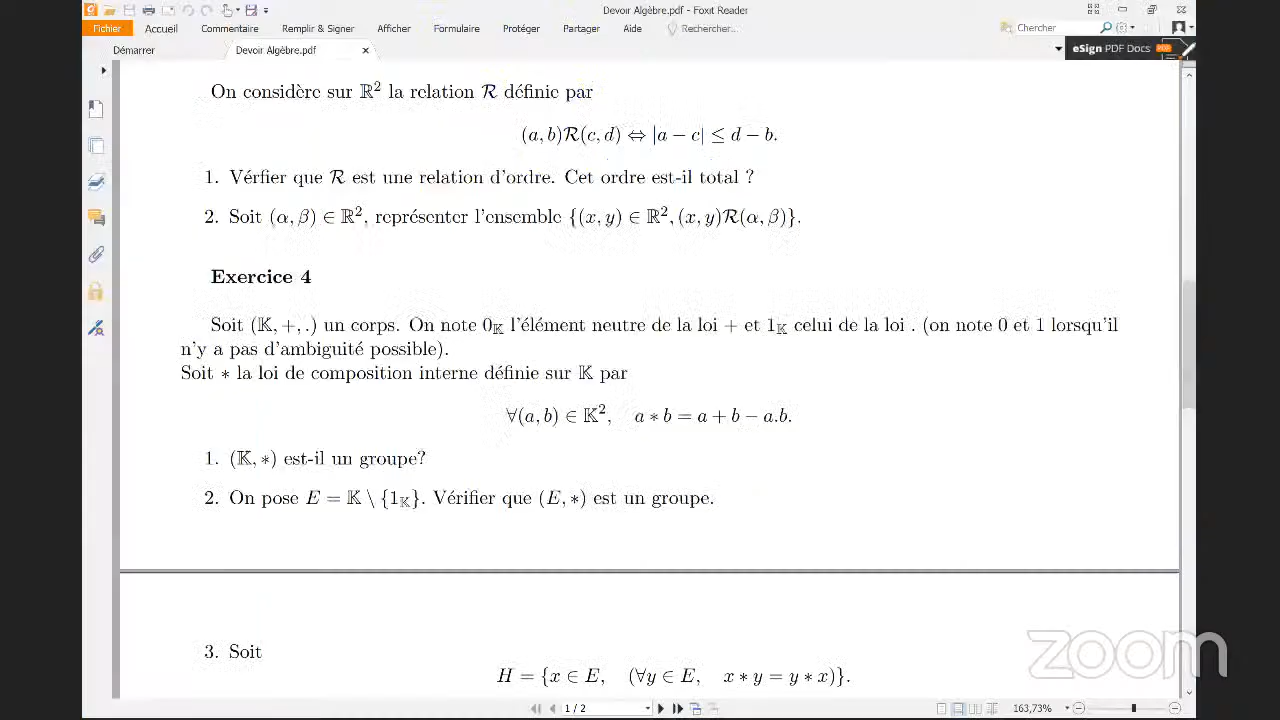 Devoir Algèbre.pdf - Foxit Reader
Fichier Accueil Commentaire Remplir & Signer Affichage Formulaire Protéger Partager Aide Rechercher... Chercher
Démarrer Devoir Algèbre.pdf eSign PDF Docs
On considère sur ℝ² la relation ℛ définie par
(a, b)ℛ(c, d) ⇔ |a − c| ≤ d − b.
1. Vérfier que ℛ est une relation d'ordre. Cet ordre est-il total ?
2. Soit (α, β) ∈ ℝ², représenter l'ensemble {(x, y) ∈ ℝ², (x, y)ℛ(α, β)}.
Exercice 4
Soit (𝕂, +, .) un corps. On note 0_𝕂 l'élément neutre de la loi + et 1_𝕂 celui de la loi . (on note 0 et 1 lorsqu'il
n'y a pas d'ambiguité possible).
Soit ∗ la loi de composition interne définie sur 𝕂 par
∀(a, b) ∈ 𝕂², a ∗ b = a + b − a.b.
1. (𝕂, ∗) est-il un groupe?
2. On pose E = 𝕂 \ {1_𝕂}. Vérifier que (E, ∗) est un groupe.
3. Soit
H = {x ∈ E, (∀y ∈ E, x ∗ y = y ∗ x)}.
zoom
1 / 2 163,73%